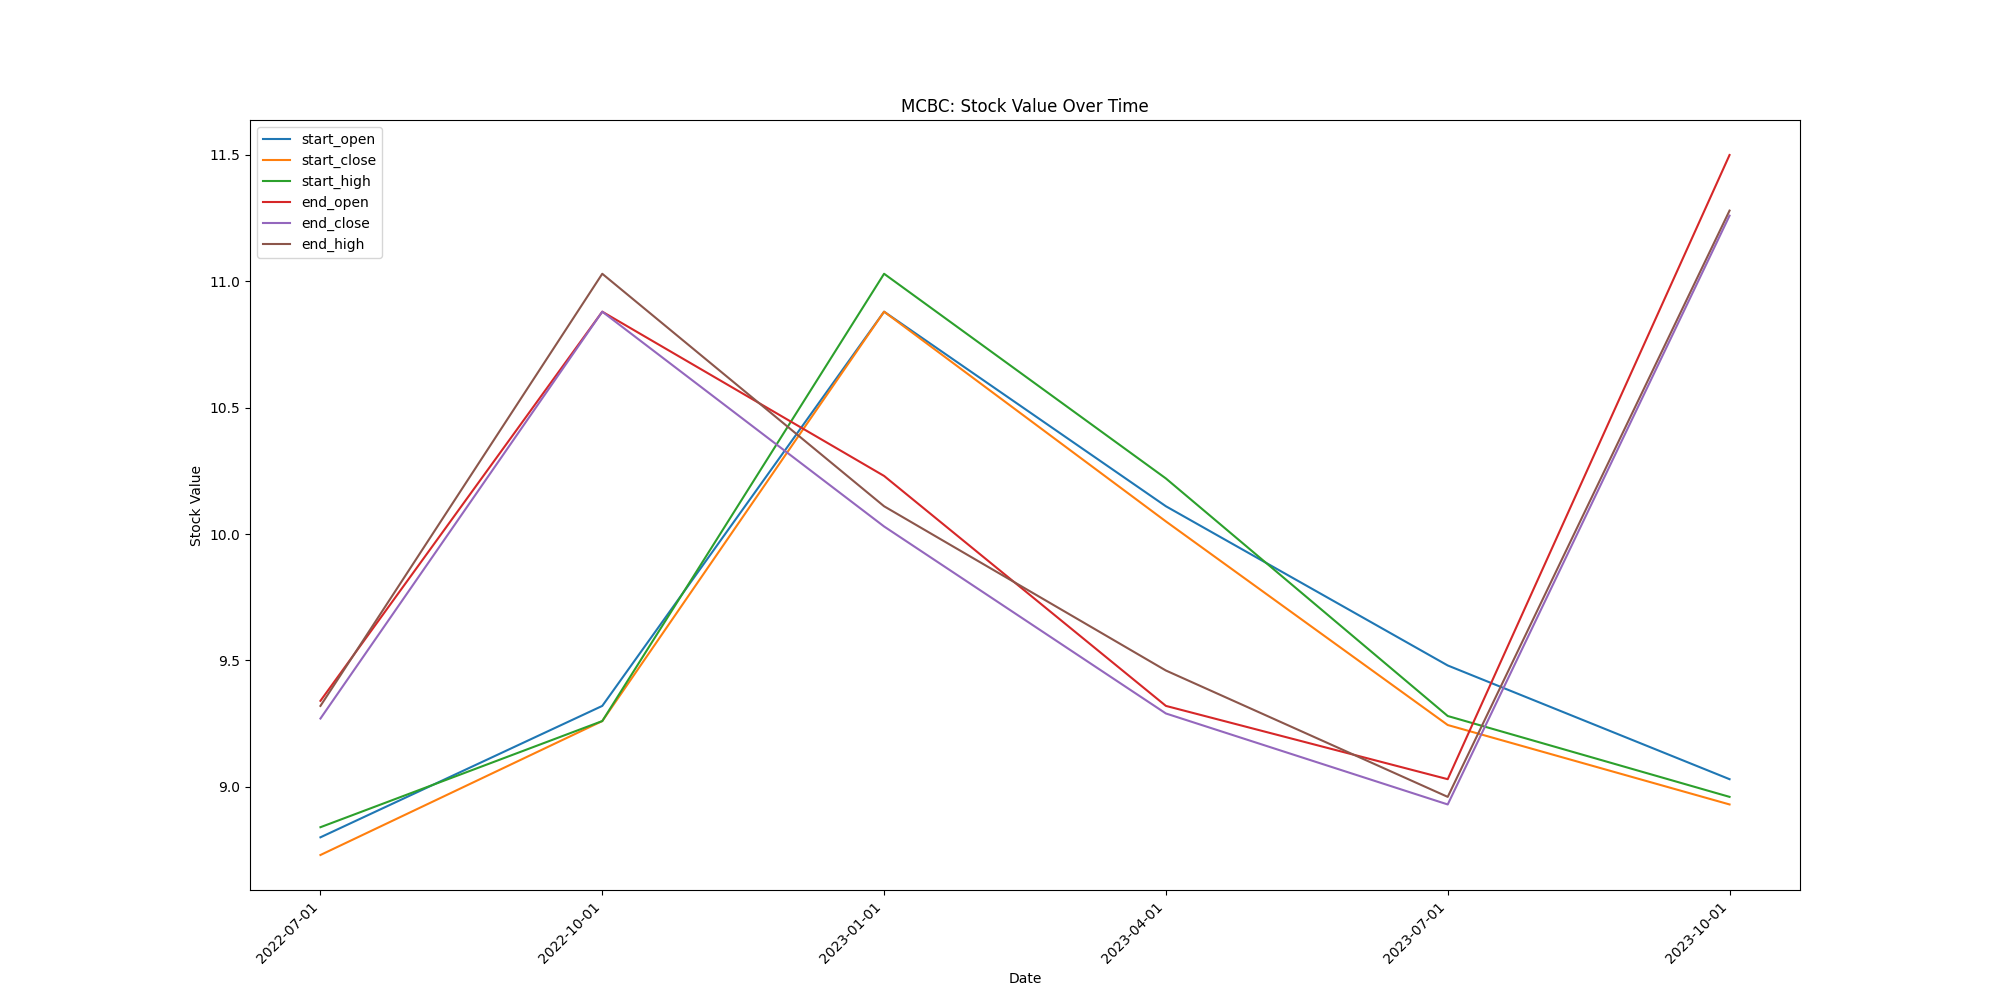 MCBC: Stock Value Over Time
start_open
start_close
start_high
end_open
end_close
end_high
11.5
11.0
10.5
10.0
9.5
9.0
Stock Value
2022-07-01
2022-10-01
2023-01-01
2023-04-01
2023-07-01
2023-10-01
Date